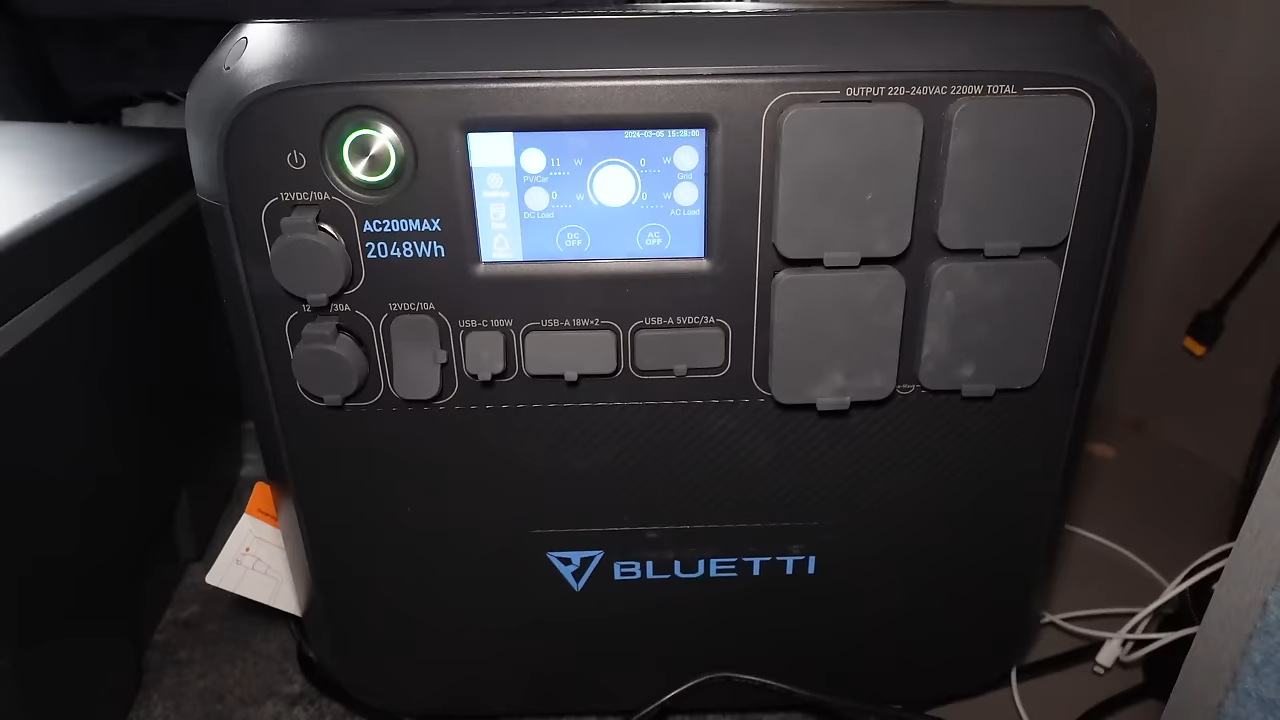 OUTPUT 220-240VAC 2200W TOTAL
2024-03-05 15:28:00
11 W
0 W
PV/Car
Grid
0 W
0 W
DC Load
AC Load
DC
OFF
AC
OFF
12VDC/10A
AC200MAX
2048Wh
12 /30A
12VDC/10A
USB-C 100W
USB-A 18W×2
USB-A 5VDC/3A
BLUETTI